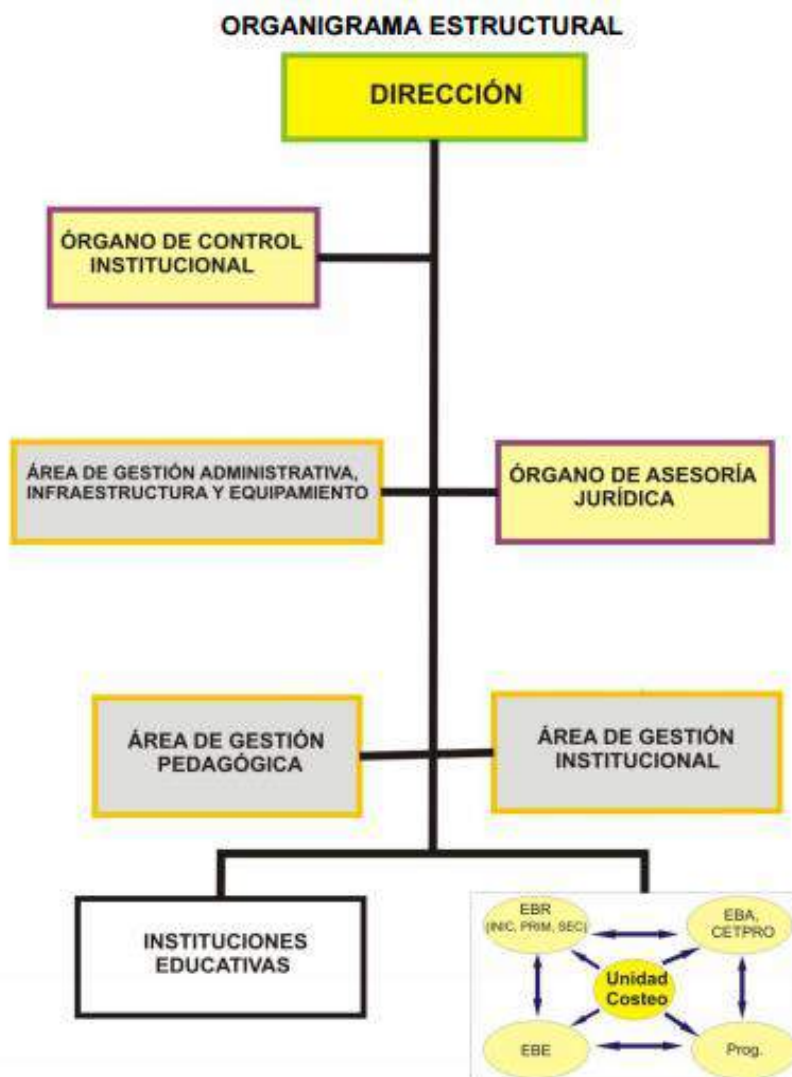 ORGANIGRAMA ESTRUCTURAL
DIRECCIÓN
ÓRGANO DE CONTROL
INSTITUCIONAL
ÁREA DE GESTIÓN ADMINISTRATIVA,
INFRAESTRUCTURA Y EQUIPAMIENTO
ÓRGANO DE ASESORÍA
JURÍDICA
ÁREA DE GESTIÓN
PEDAGÓGICA
ÁREA DE GESTIÓN
INSTITUCIONAL
INSTITUCIONES
EDUCATIVAS
EBR
(INIC, PRIM, SEC)
EBA,
CETPRO
Unidad
Costeo
EBE
Prog.